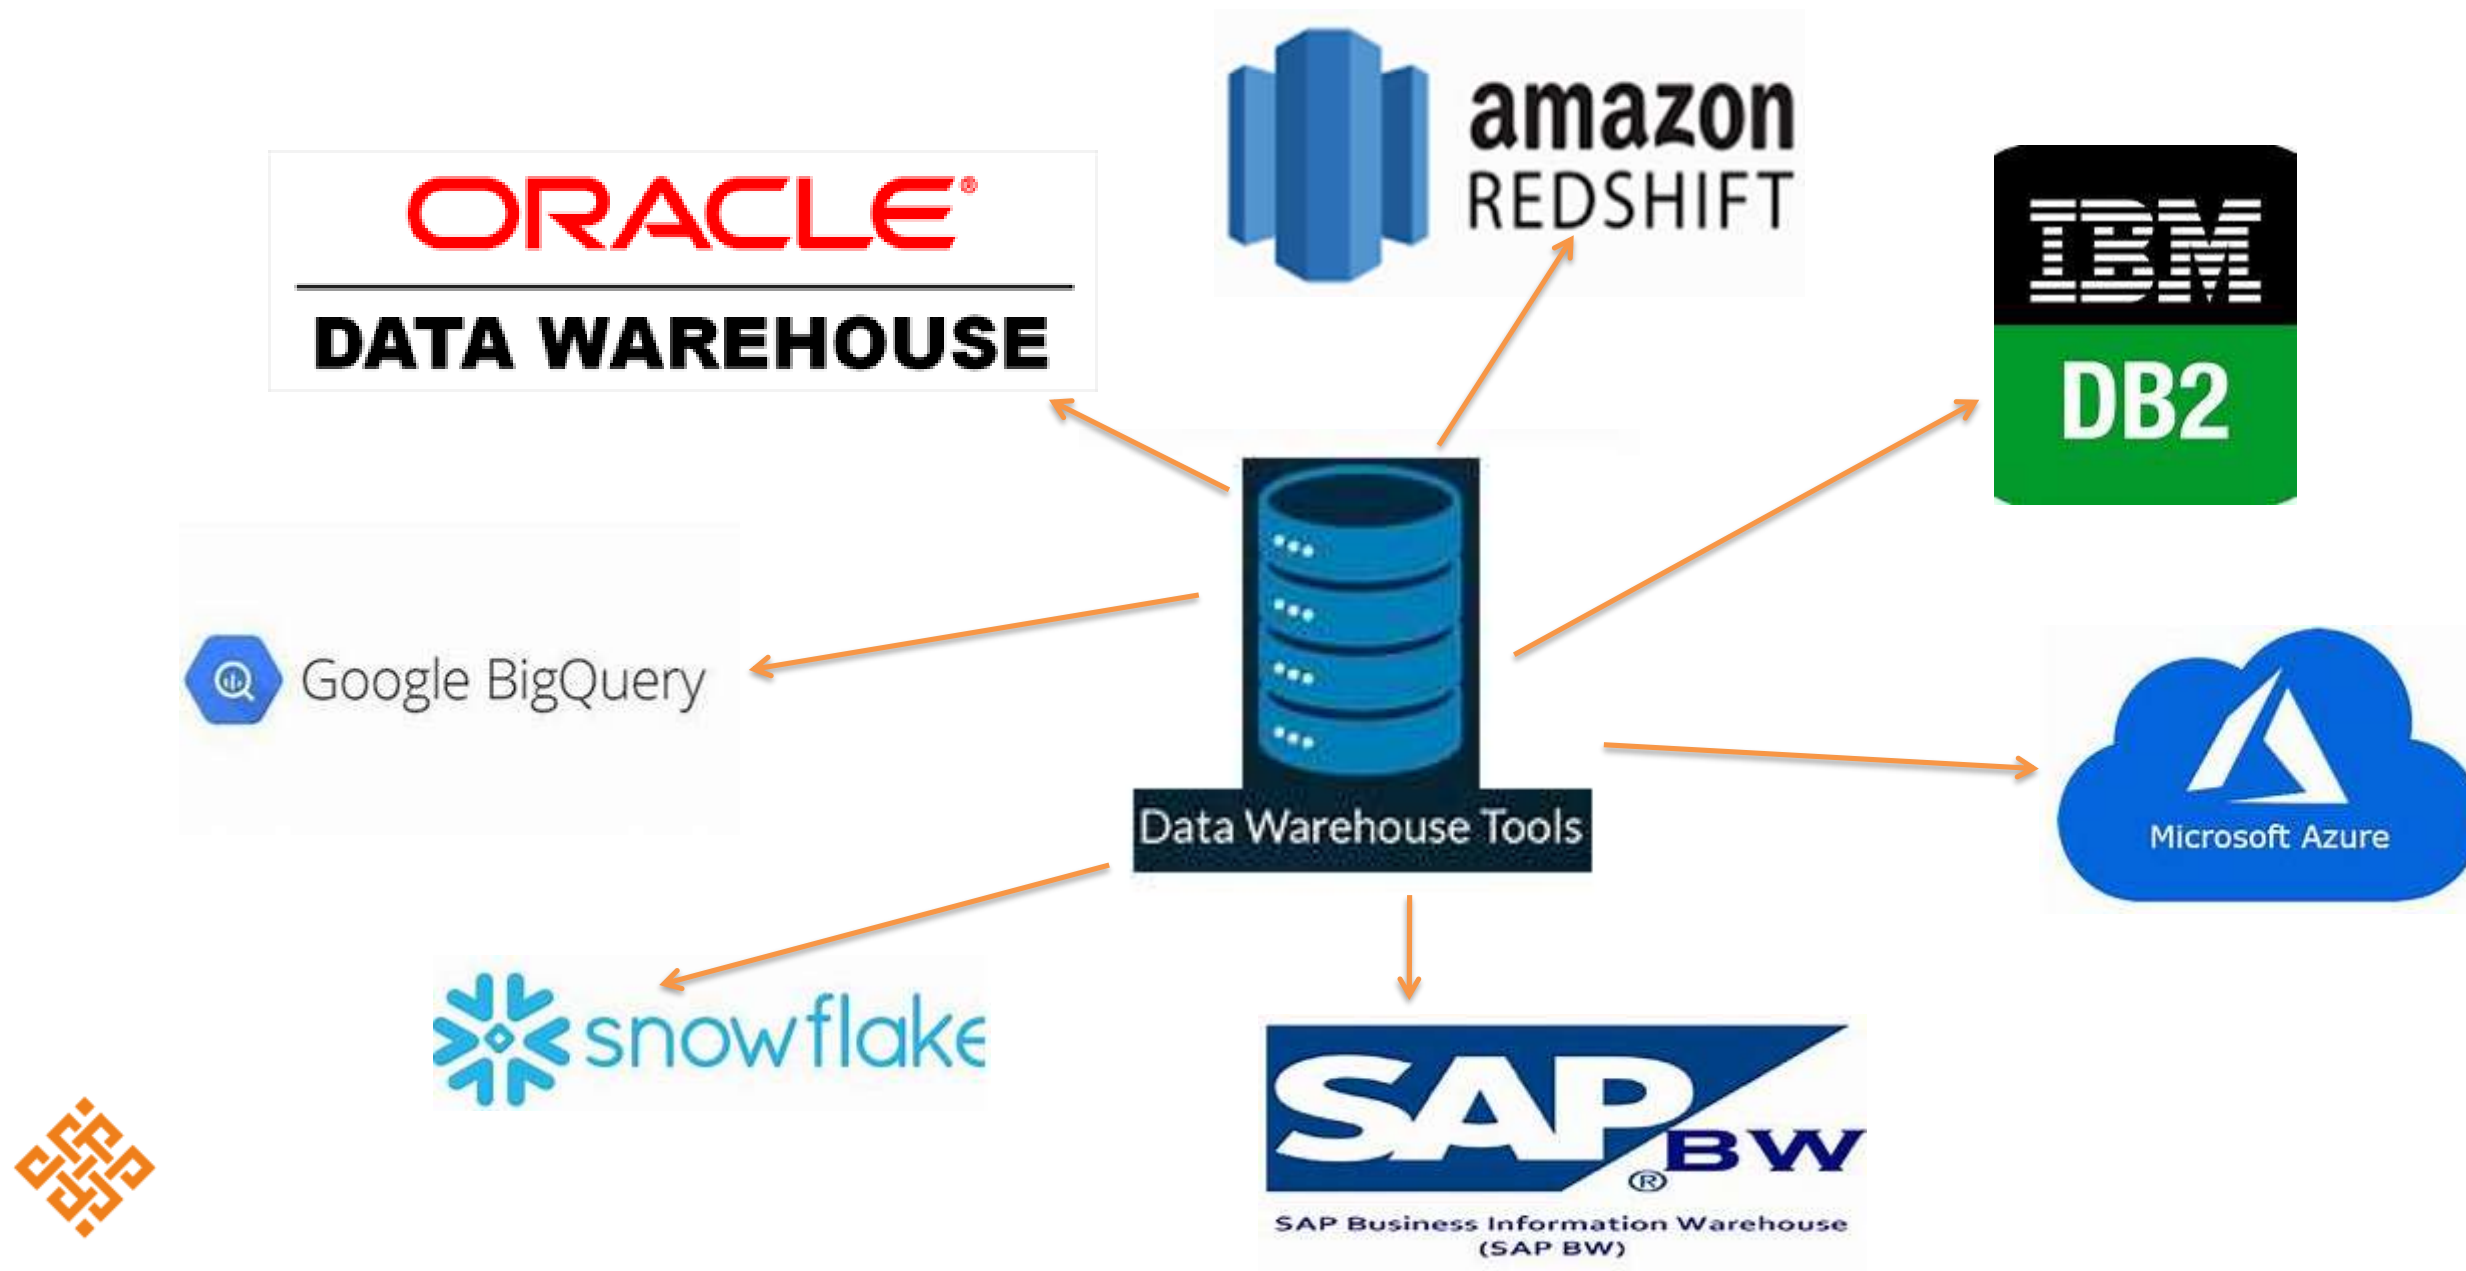 ORACLE®
DATA WAREHOUSE
amazon
REDSHIFT
IBM
DB2
Google BigQuery
Data Warehouse Tools
Microsoft Azure
snowflake
SAP BW
®
SAP Business Information Warehouse
(SAP BW)